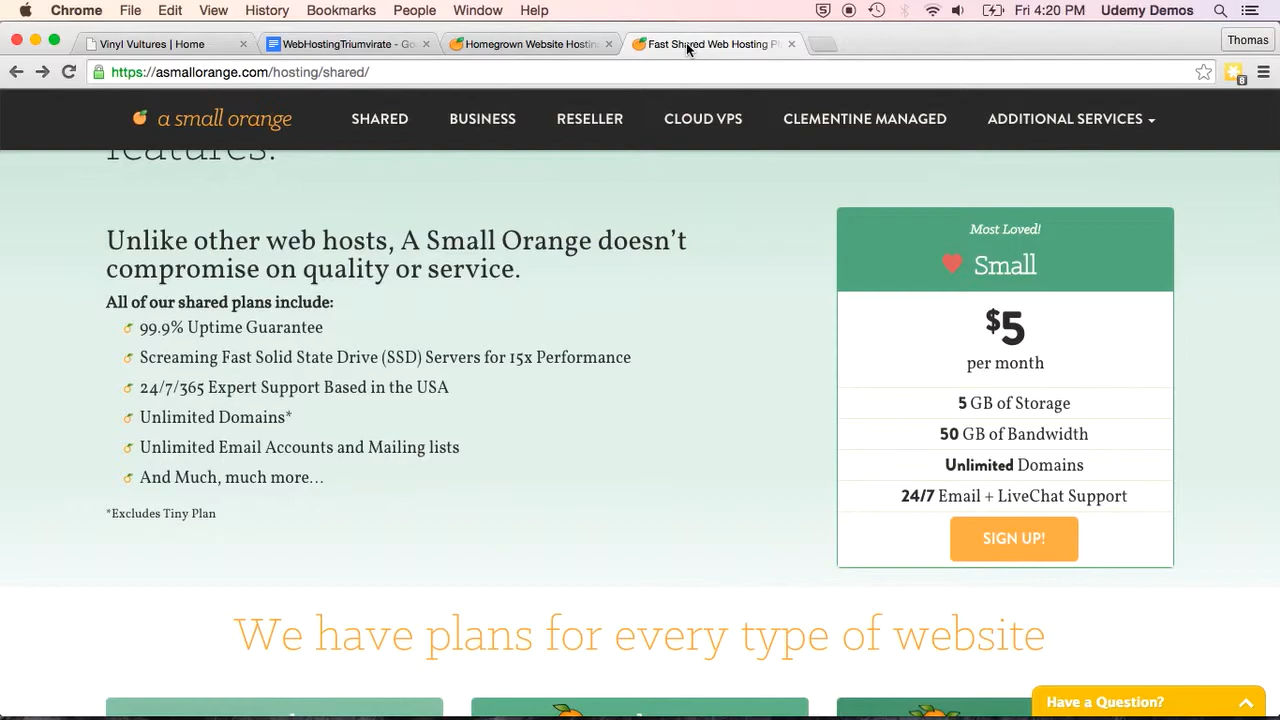 Chrome File Edit View History Bookmarks People Window Help Fri 4:20 PM Udemy Demos
Vinyl Vultures | Home
WebHostingTriumvirate - Go
Homegrown Website Hostin
Fast Shared Web Hosting Pl
Thomas
https://asmallorange.com/hosting/shared/
8
a small orange
SHARED BUSINESS RESELLER CLOUD VPS CLEMENTINE MANAGED ADDITIONAL SERVICES
features.
Unlike other web hosts, A Small Orange doesn't
compromise on quality or service.
All of our shared plans include:
99.9% Uptime Guarantee
Screaming Fast Solid State Drive (SSD) Servers for 15x Performance
24/7/365 Expert Support Based in the USA
Unlimited Domains*
Unlimited Email Accounts and Mailing lists
And Much, much more...
*Excludes Tiny Plan
Most Loved!
Small
$5
per month
5 GB of Storage
50 GB of Bandwidth
Unlimited Domains
24/7 Email + LiveChat Support
SIGN UP!
We have plans for every type of website
Have a Question?